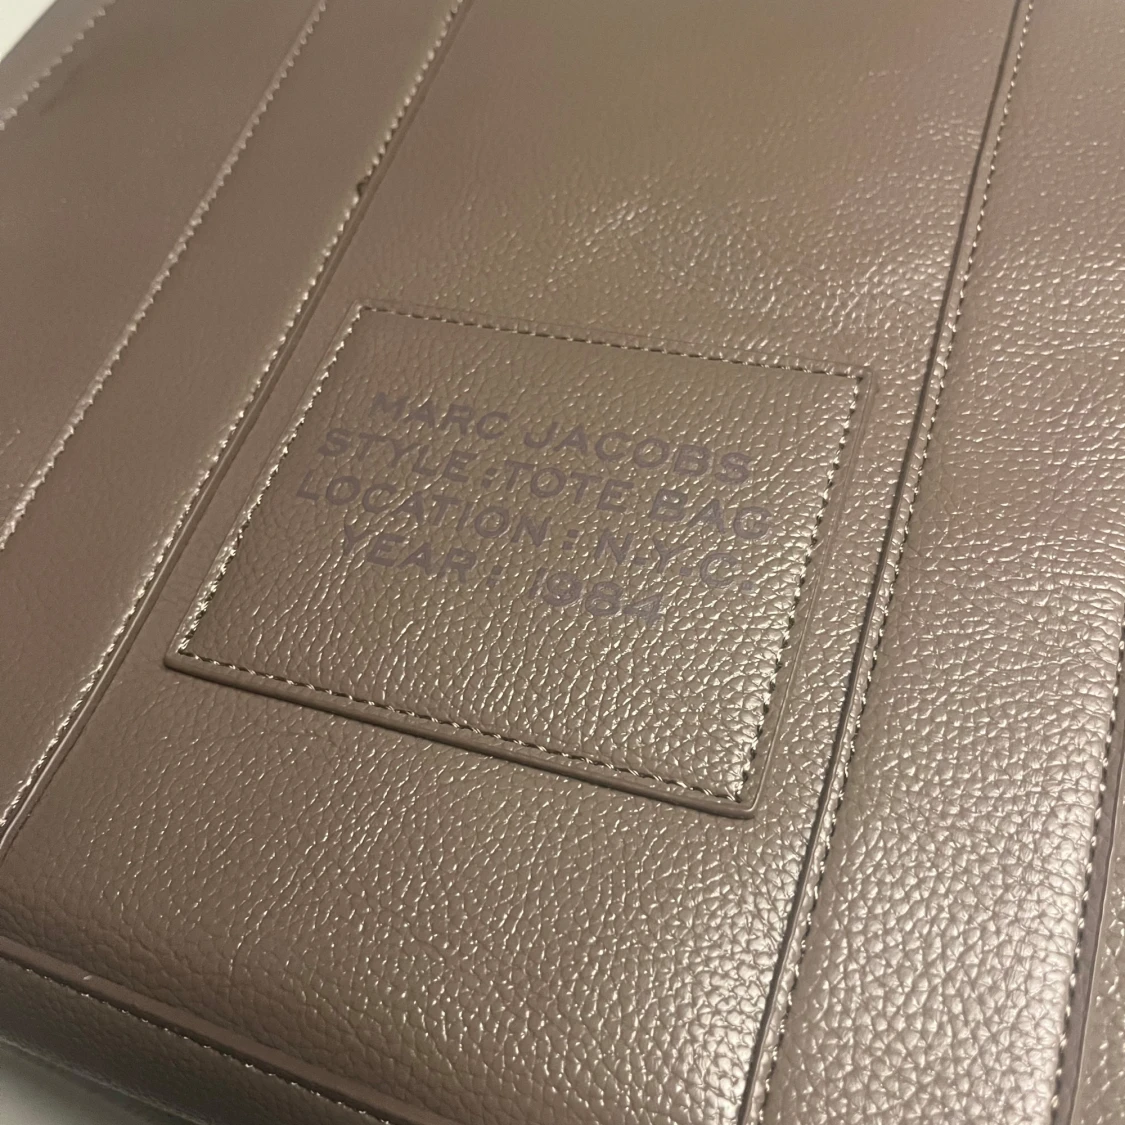 MARC JACOBS
STYLE :TOTE BAG
LOCATION : N.Y.C.
YEAR : 1984